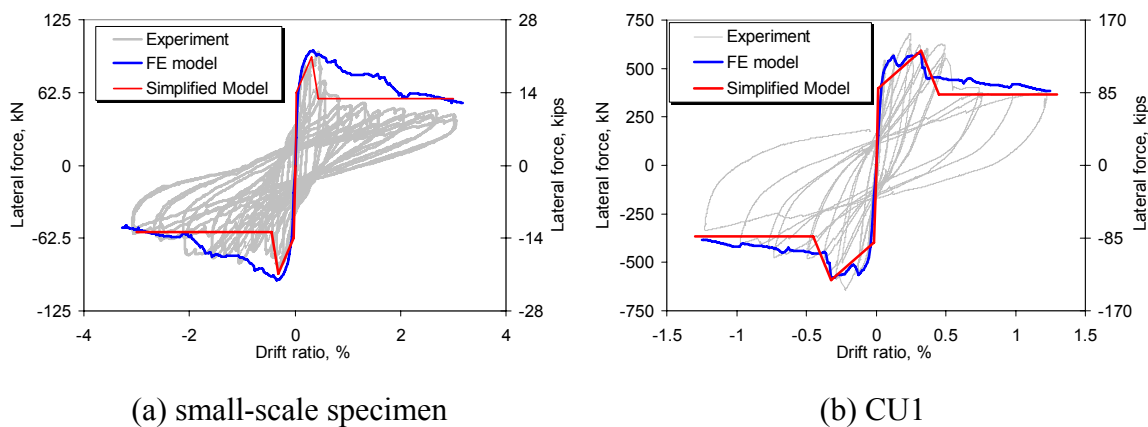 125
62.5
0
-62.5
-125
Lateral force, kN
Experiment
FE model
Simplified Model
28
14
0
-14
-28
Lateral force, kips
-4 -2 0 2 4
Drift ratio, %
(a) small-scale specimen
750
500
250
0
-250
-500
-750
Lateral force, kN
Experiment
FE model
Simplified Model
170
85
0
-85
-170
Lateral force, kips
-1.5 -1 -0.5 0 0.5 1 1.5
Drift ratio, %
(b) CU1